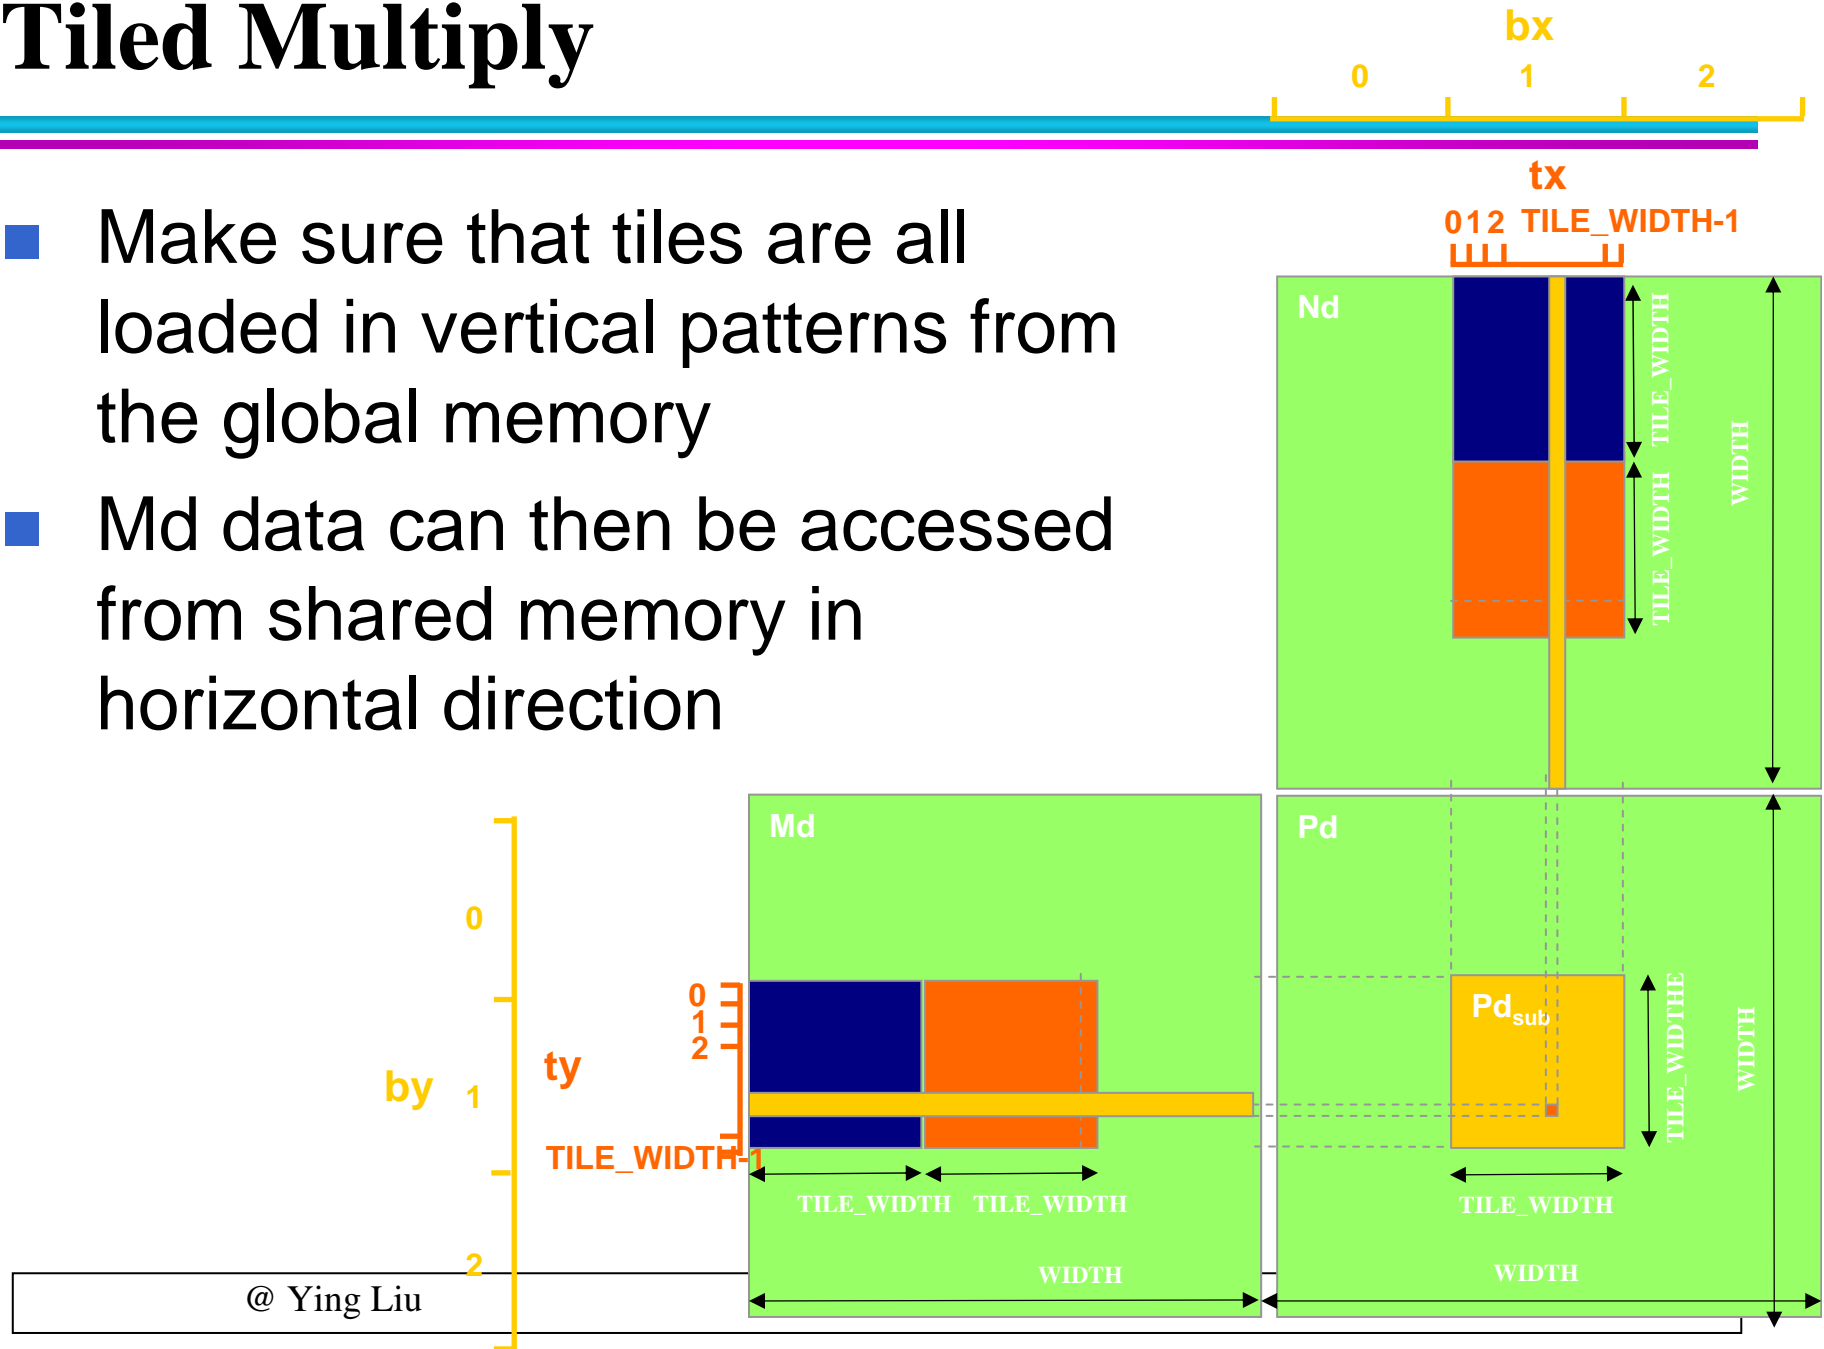 Tiled Multiply
bx
0 1 2
tx
0 1 2 TILE_WIDTH-1
Make sure that tiles are all
loaded in vertical patterns from
the global memory
Md data can then be accessed
from shared memory in
horizontal direction
Nd
TILE_WIDTH
TILE_WIDTH
WIDTH
Md
Pd
by
0
1
2
ty
0
1
2
TILE_WIDTH-1
TILE_WIDTH TILE_WIDTH
WIDTH
Pdsub
TILE_WIDTHE
WIDTH
TILE_WIDTH
WIDTH
@ Ying Liu